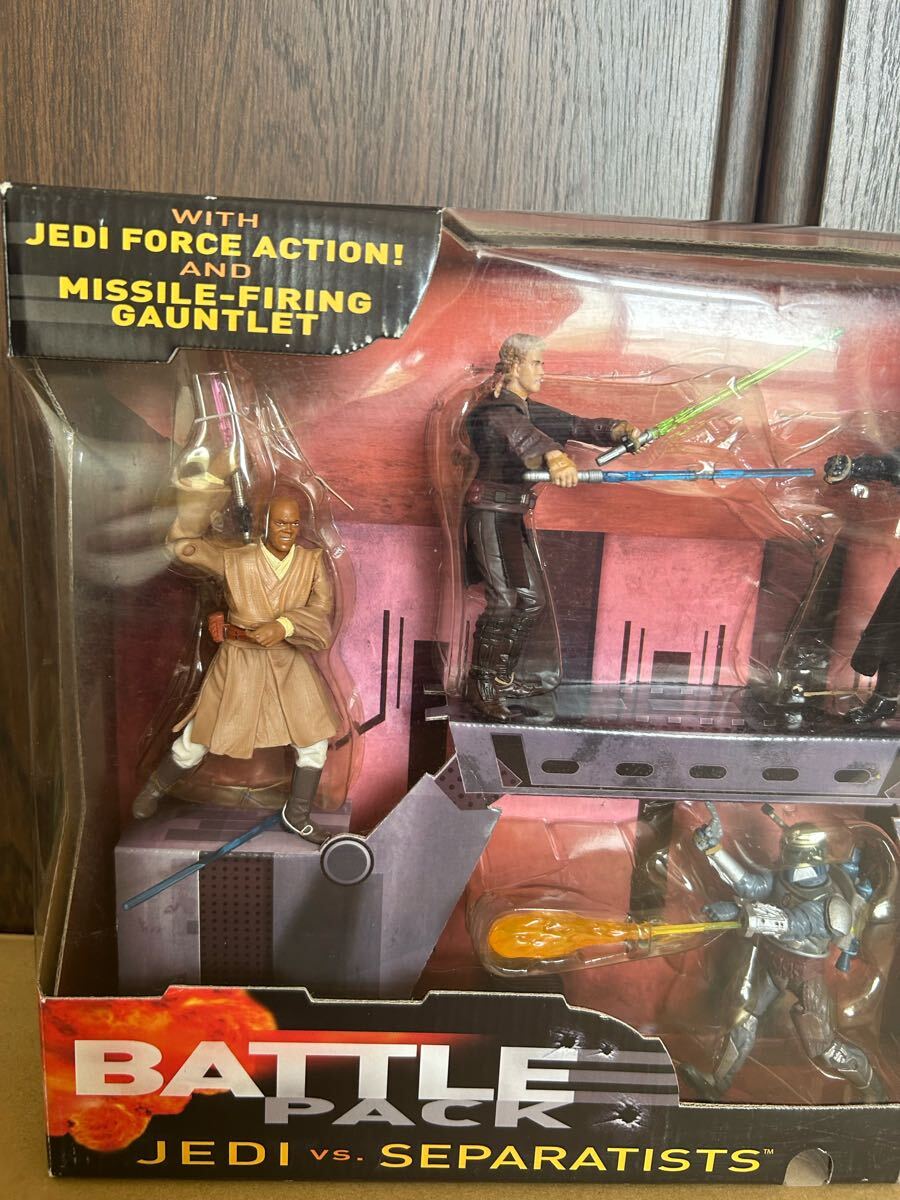 WITH
JEDI FORCE ACTION!
AND
MISSILE-FIRING
GAUNTLET
BATTLE
PACK
JEDI vs. SEPARATISTS™